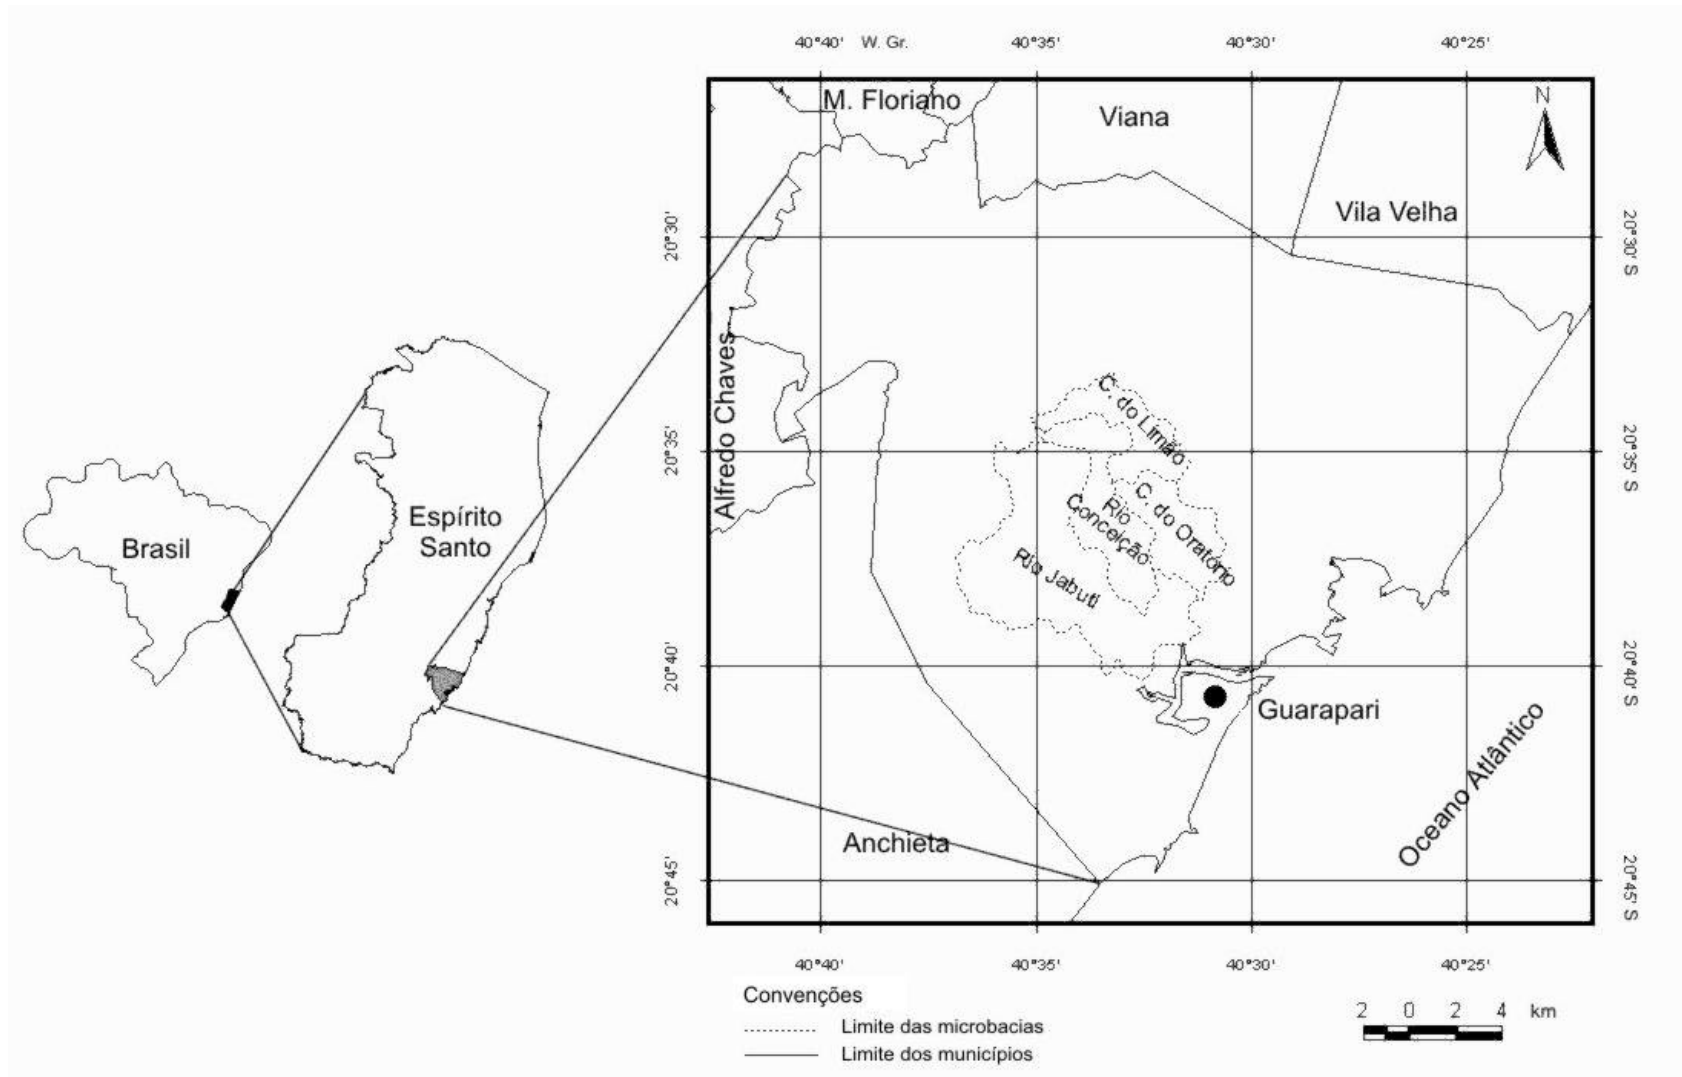 40°40' W. Gr. 40°35' 40°30' 40°25'
M. Floriano
Viana
N
Vila Velha
20°30'
20°30' S
Alfredo Chaves
C. do Limão
20°35'
20°35' S
C. do Oratório
Rio
Conceição
Rio Jabuti
Espírito
Santo
Brasil
20°40'
20°40' S
Guarapari
Oceano Atlântico
Anchieta
20°45'
20°45' S
40°40' 40°35' 40°30' 40°25'
Convenções
Limite das microbacias
Limite dos municípios
2 0 2 4 km